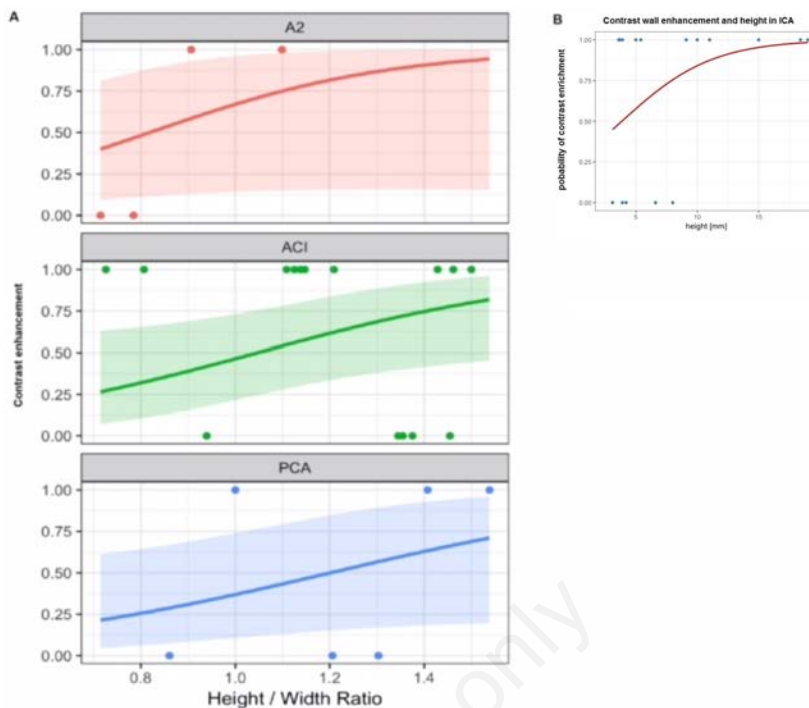 A
A2
1.00
0.75
0.50
0.25
0.00
ACI
1.00
0.75
0.50
0.25
0.00
Contrast enhancement
PCA
1.00
0.75
0.50
0.25
0.00
0.8 1.0 1.2 1.4
Height / Width Ratio
B
Contrast wall enhancement and height in ICA
1.00
0.75
0.50
0.25
0.00
pobability of contrast enrichment
5 10 15
height [mm]
only